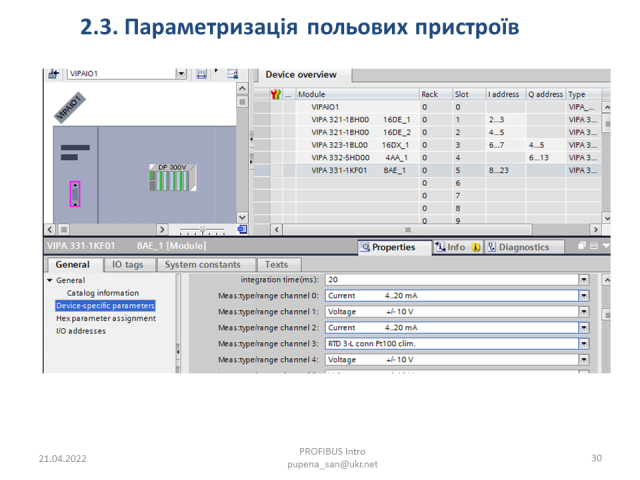 2.3. Параметризація польових пристроїв
VIPAIO1
Device overview
VIPAIO1
DP 300V
... Module Rack Slot I address Q address Type
VIPAIO1 0 0 VIPA_...
VIPA 321-1BH00 16DE_1 0 1 2...3 VIPA 3...
VIPA 321-1BH00 16DE_2 0 2 4...5 VIPA 3...
VIPA 323-1BL00 16DX_1 0 3 6...7 4...5 VIPA 3...
VIPA 332-5HD00 4AA_1 0 4 6...13 VIPA 3...
VIPA 331-1KF01 8AE_1 0 5 8...23 VIPA 3...
0 6
0 7
0 8
0 9
VIPA 331-1KF01 8AE_1 [Module]
Properties Info Diagnostics
General IO tags System constants Texts
General
Catalog information
Device-specific parameters
Hex parameter assignment
I/O addresses
integration time(ms): 20
Meas:type/range channel 0: Current 4..20 mA
Meas:type/range channel 1: Voltage +/- 10 V
Meas:type/range channel 2: Current 4..20 mA
Meas:type/range channel 3: RTD 3-L conn Pt100 clim.
Meas:type/range channel 4: Voltage +/- 10 V
21.04.2022
PROFIBUS Intro
pupena_san@ukr.net
30